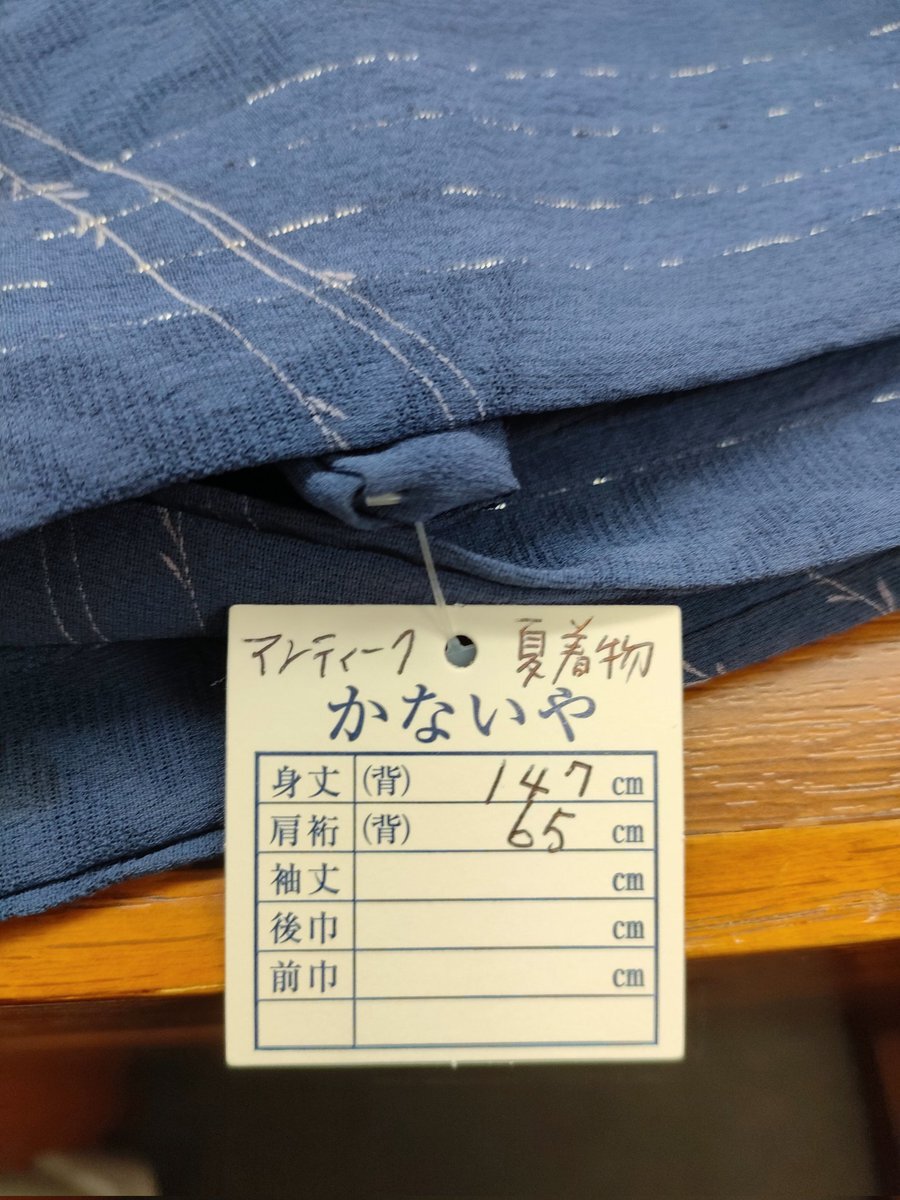 アンティーク 夏着物
かないや
身丈 (背) 147 cm
肩裄 (背) 65 cm
袖丈 cm
後巾 cm
前巾 cm